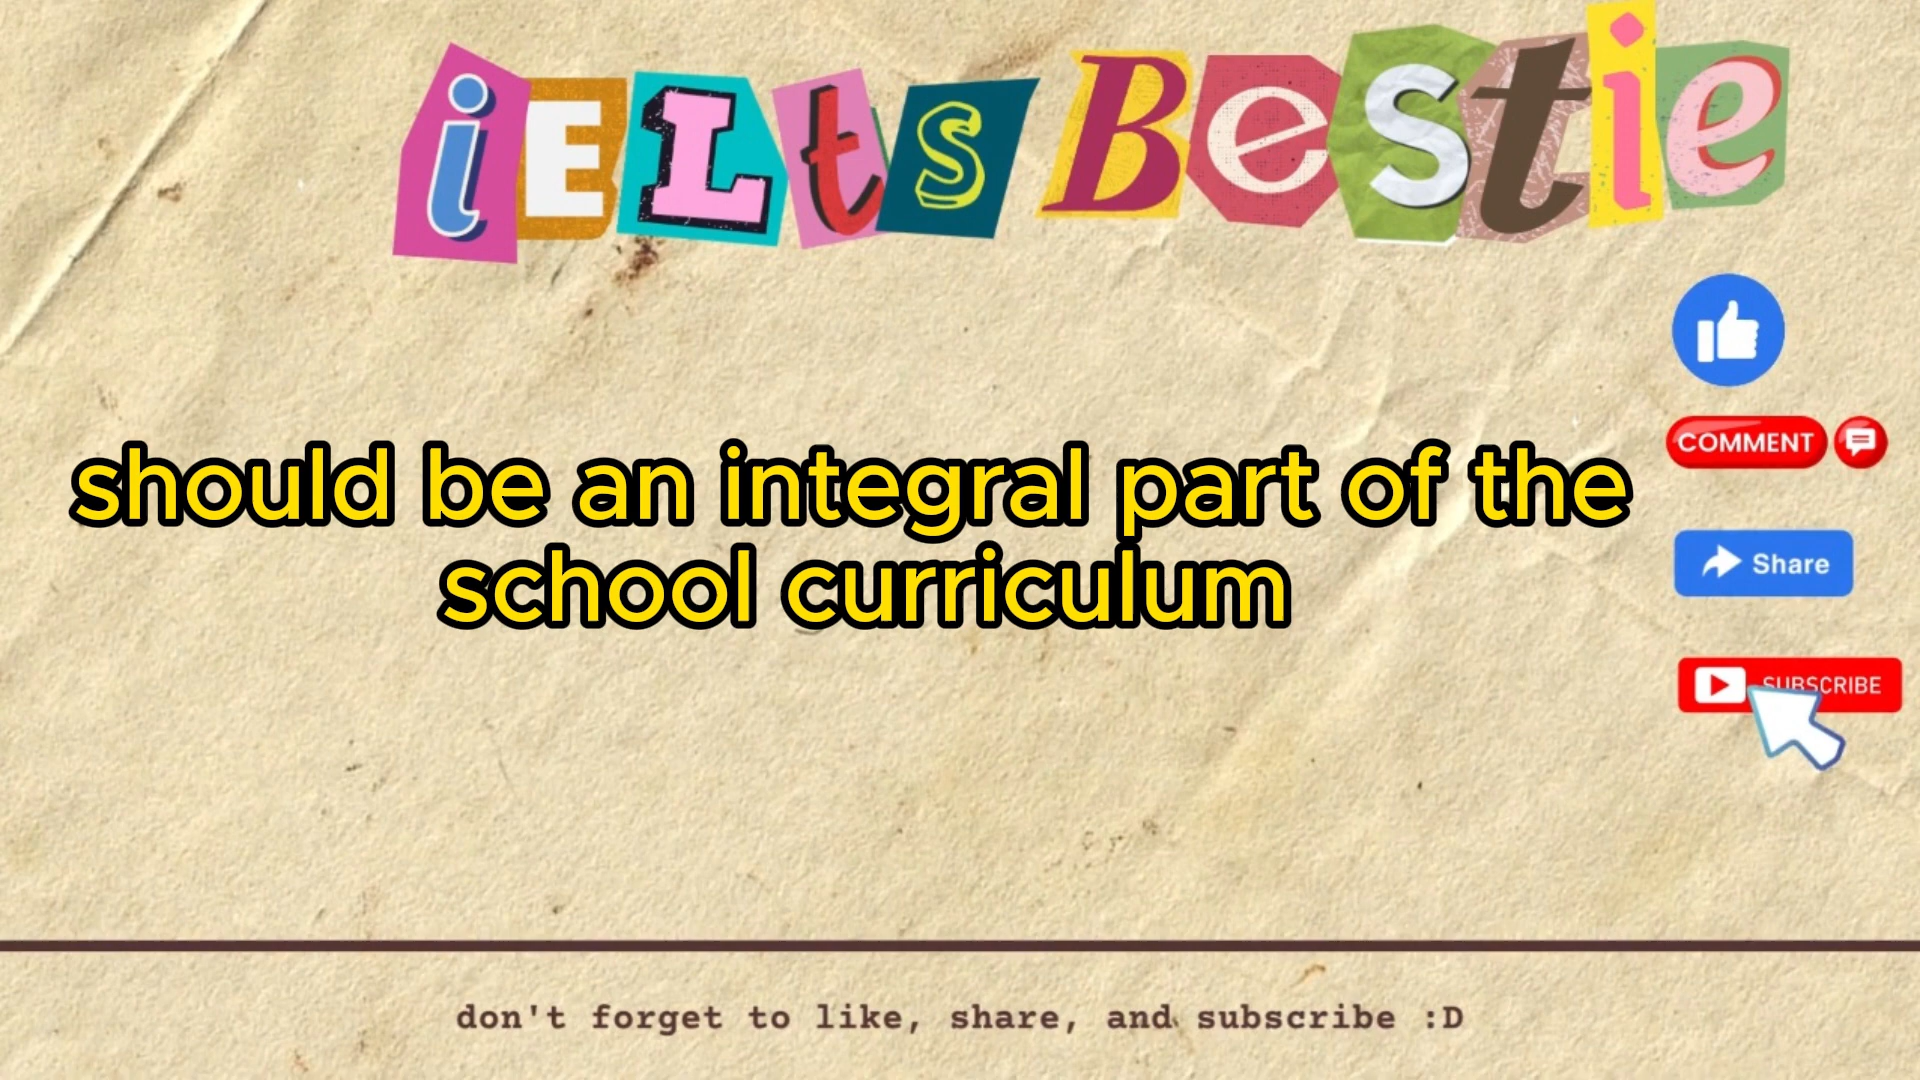 iELts Bestie
should be an integral part of the
school curriculum
COMMENT
Share
SUBSCRIBE
don't forget to like, share, and subscribe :D